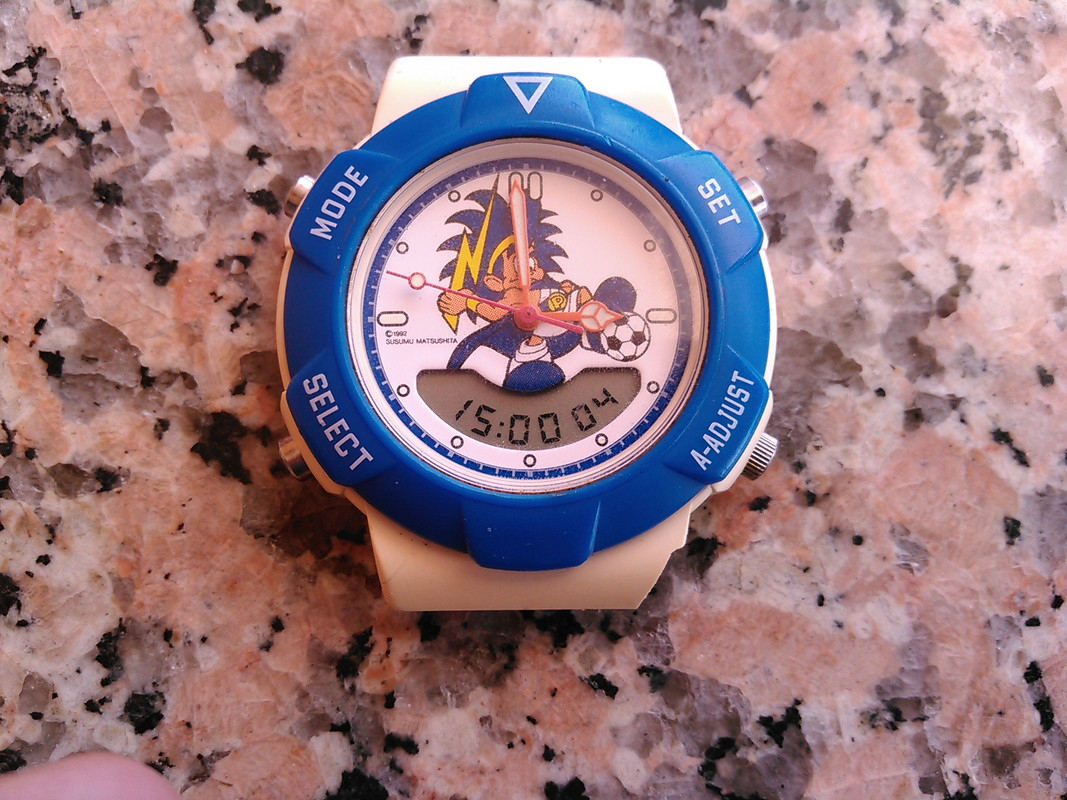 MODE
SET
©1992
SUSUMU MATSUSHITA
P
15:00 04
SELECT
A-ADJUST